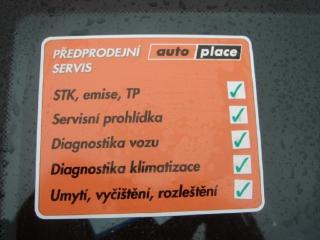 PŘEDPRODEJNÍ
SERVIS
auto place
STK, emise, TP
Servisní prohlídka
Diagnostika vozu
Diagnostika klimatizace
Umytí, vyčištění, rozleštění